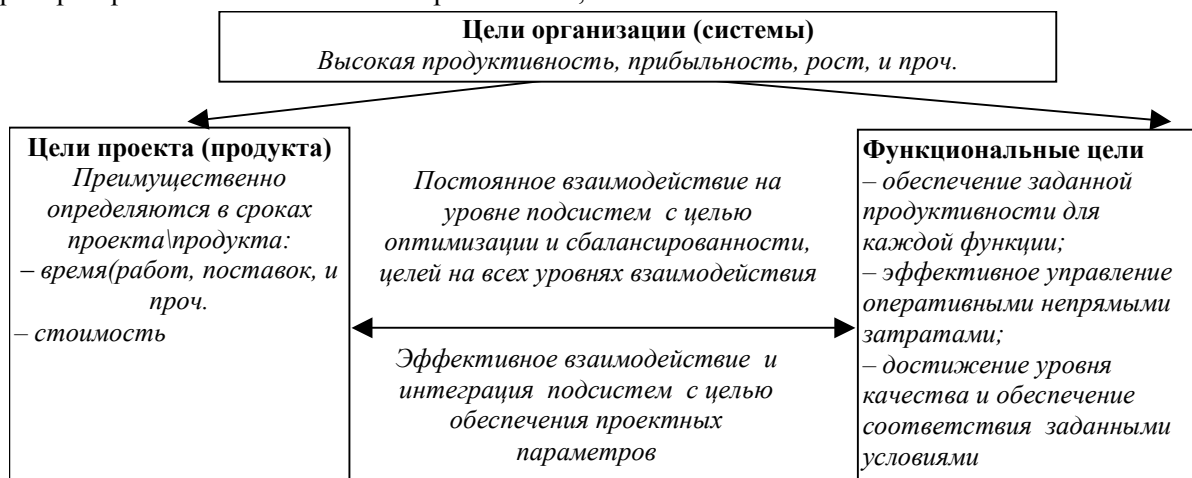 Цели организации (системы)
Высокая продуктивность, прибыльность, рост, и проч.
Цели проекта (продукта)
Преимущественно
определяются в сроках
проекта\продукта:
– время(работ, поставок, и
проч.
– стоимость
Постоянное взаимодействие на
уровне подсистем с целью
оптимизации и сбалансированности,
целей на всех уровнях взаимодействия
Эффективное взаимодействие и
интеграция подсистем с целью
обеспечения проектных
параметров
Функциональные цели
– обеспечение заданной
продуктивности для
каждой функции;
– эффективное управление
оперативными непрямыми
затратами;
– достижение уровня
качества и обеспечение
соответствия заданными
условиями